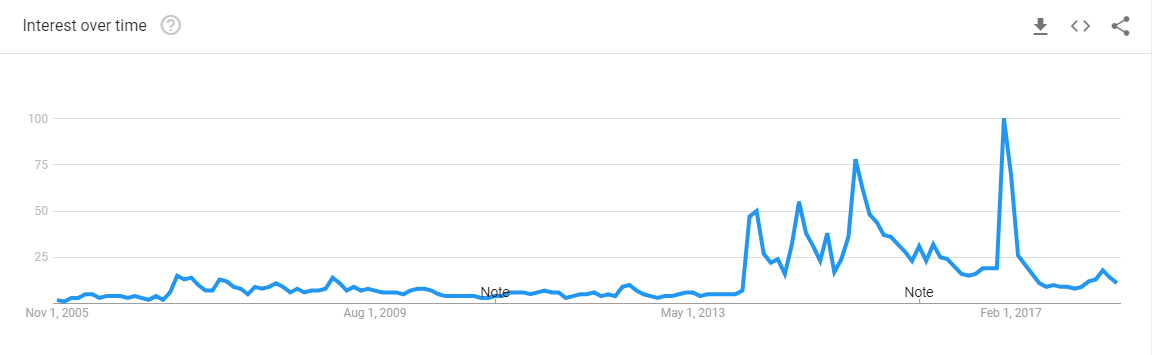 Interest over time ?
100
75
50
25
Note Note
Nov 1, 2005 Aug 1, 2009 May 1, 2013 Feb 1, 2017